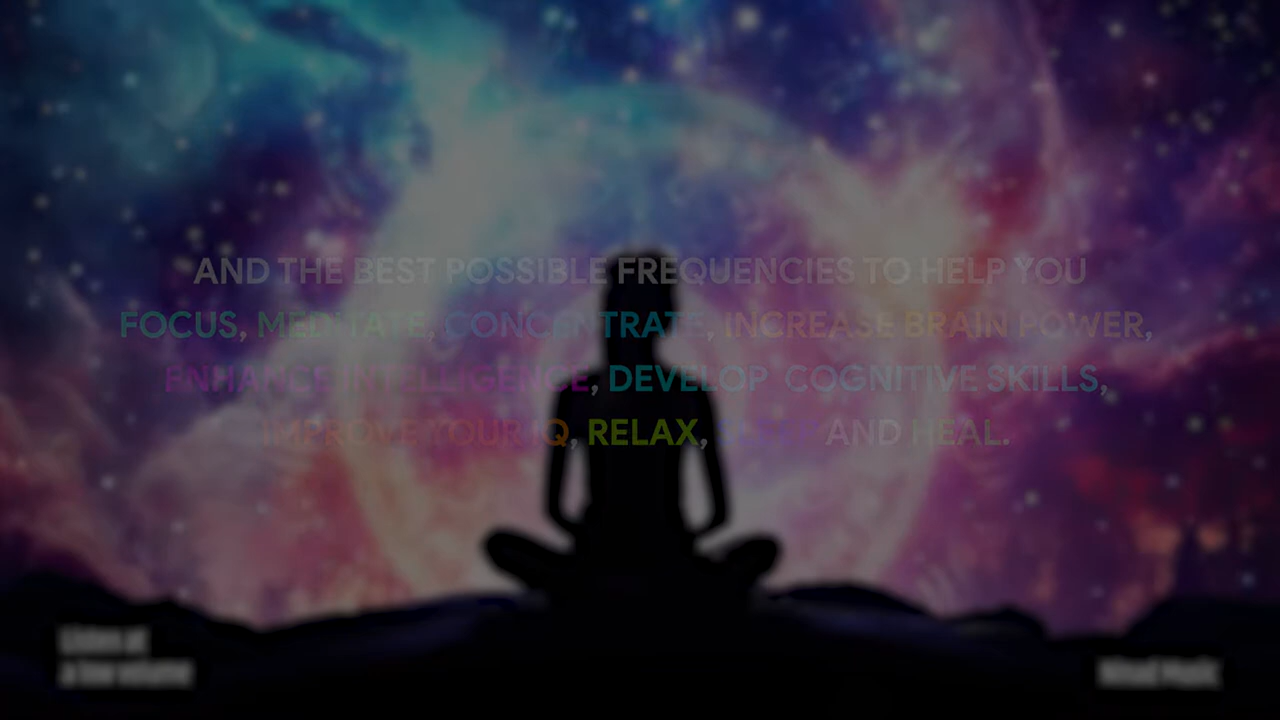 AND THE BEST POSSIBLE FREQUENCIES TO HELP YOU
FOCUS, MEDITATE, CONCENTRATE, INCREASE BRAIN POWER,
ENHANCE INTELLIGENCE, DEVELOP COGNITIVE SKILLS,
IMPROVE YOUR IQ, RELAX, SLEEP AND HEAL.
Listen at
a low volume